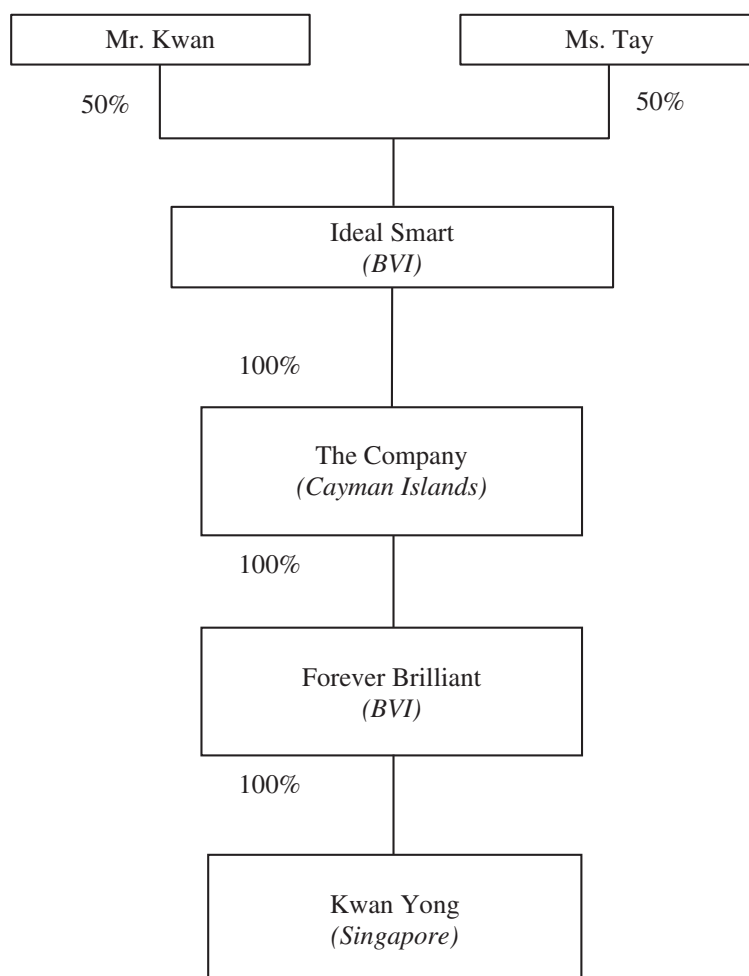 Mr. Kwan
Ms. Tay
50%
50%
Ideal Smart
(BVI)
100%
The Company
(Cayman Islands)
100%
Forever Brilliant
(BVI)
100%
Kwan Yong
(Singapore)